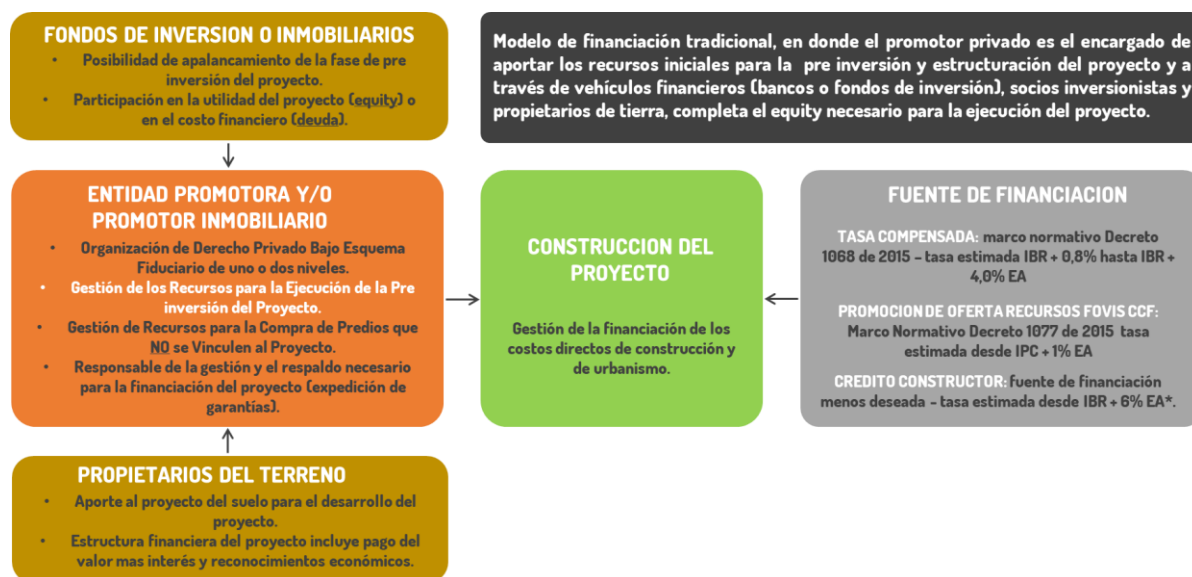 FONDOS DE INVERSION O INMOBILIARIOS
• Posibilidad de apalancamiento de la fase de pre
inversión del proyecto.
• Participación en la utilidad del proyecto (equity) o
en el costo financiero (deuda).
Modelo de financiación tradicional, en donde el promotor privado es el encargado de
aportar los recursos iniciales para la pre inversión y estructuración del proyecto y a
través de vehículos financieros (bancos o fondos de inversión), socios inversionistas y
propietarios de tierra, completa el equity necesario para la ejecución del proyecto.
ENTIDAD PROMOTORA Y/O
PROMOTOR INMOBILIARIO
• Organización de Derecho Privado Bajo Esquema
Fiduciario de uno o dos niveles.
• Gestión de los Recursos para la Ejecución de la Pre
inversión del Proyecto.
• Gestión de Recursos para la Compra de Predios que
NO se Vinculen al Proyecto.
• Responsable de la gestión y el respaldo necesario
para la financiación del proyecto (expedición de
garantías).
CONSTRUCCION DEL
PROYECTO
Gestión de la financiación de los
costos directos de construcción y
de urbanismo.
FUENTE DE FINANCIACION
TASA COMPENSADA: marco normativo Decreto
1068 de 2015 – tasa estimada IBR + 0,8% hasta IBR +
4,0% EA
PROMOCION DE OFERTA RECURSOS FOVIS CCF:
Marco Normativo Decreto 1077 de 2015 tasa
estimada desde IPC + 1% EA
CREDITO CONSTRUCTOR: fuente de financiación
menos deseada – tasa estimada desde IBR + 6% EA*.
PROPIETARIOS DEL TERRENO
• Aporte al proyecto del suelo para el desarrollo del
proyecto.
• Estructura financiera del proyecto incluye pago del
valor mas interés y reconocimientos económicos.